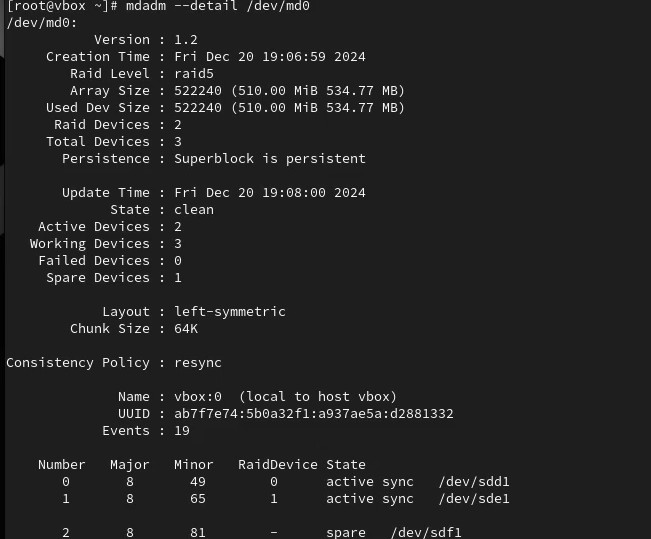 [root@vbox ~]# mdadm --detail /dev/md0
/dev/md0:
Version : 1.2
Creation Time : Fri Dec 20 19:06:59 2024
Raid Level : raid5
Array Size : 522240 (510.00 MiB 534.77 MB)
Used Dev Size : 522240 (510.00 MiB 534.77 MB)
Raid Devices : 2
Total Devices : 3
Persistence : Superblock is persistent
Update Time : Fri Dec 20 19:08:00 2024
State : clean
Active Devices : 2
Working Devices : 3
Failed Devices : 0
Spare Devices : 1
Layout : left-symmetric
Chunk Size : 64K
Consistency Policy : resync
Name : vbox:0 (local to host vbox)
UUID : ab7f7e74:5b0a32f1:a937ae5a:d2881332
Events : 19
Number Major Minor RaidDevice State
0 8 49 0 active sync /dev/sdd1
1 8 65 1 active sync /dev/sde1
2 8 81 - spare /dev/sdf1